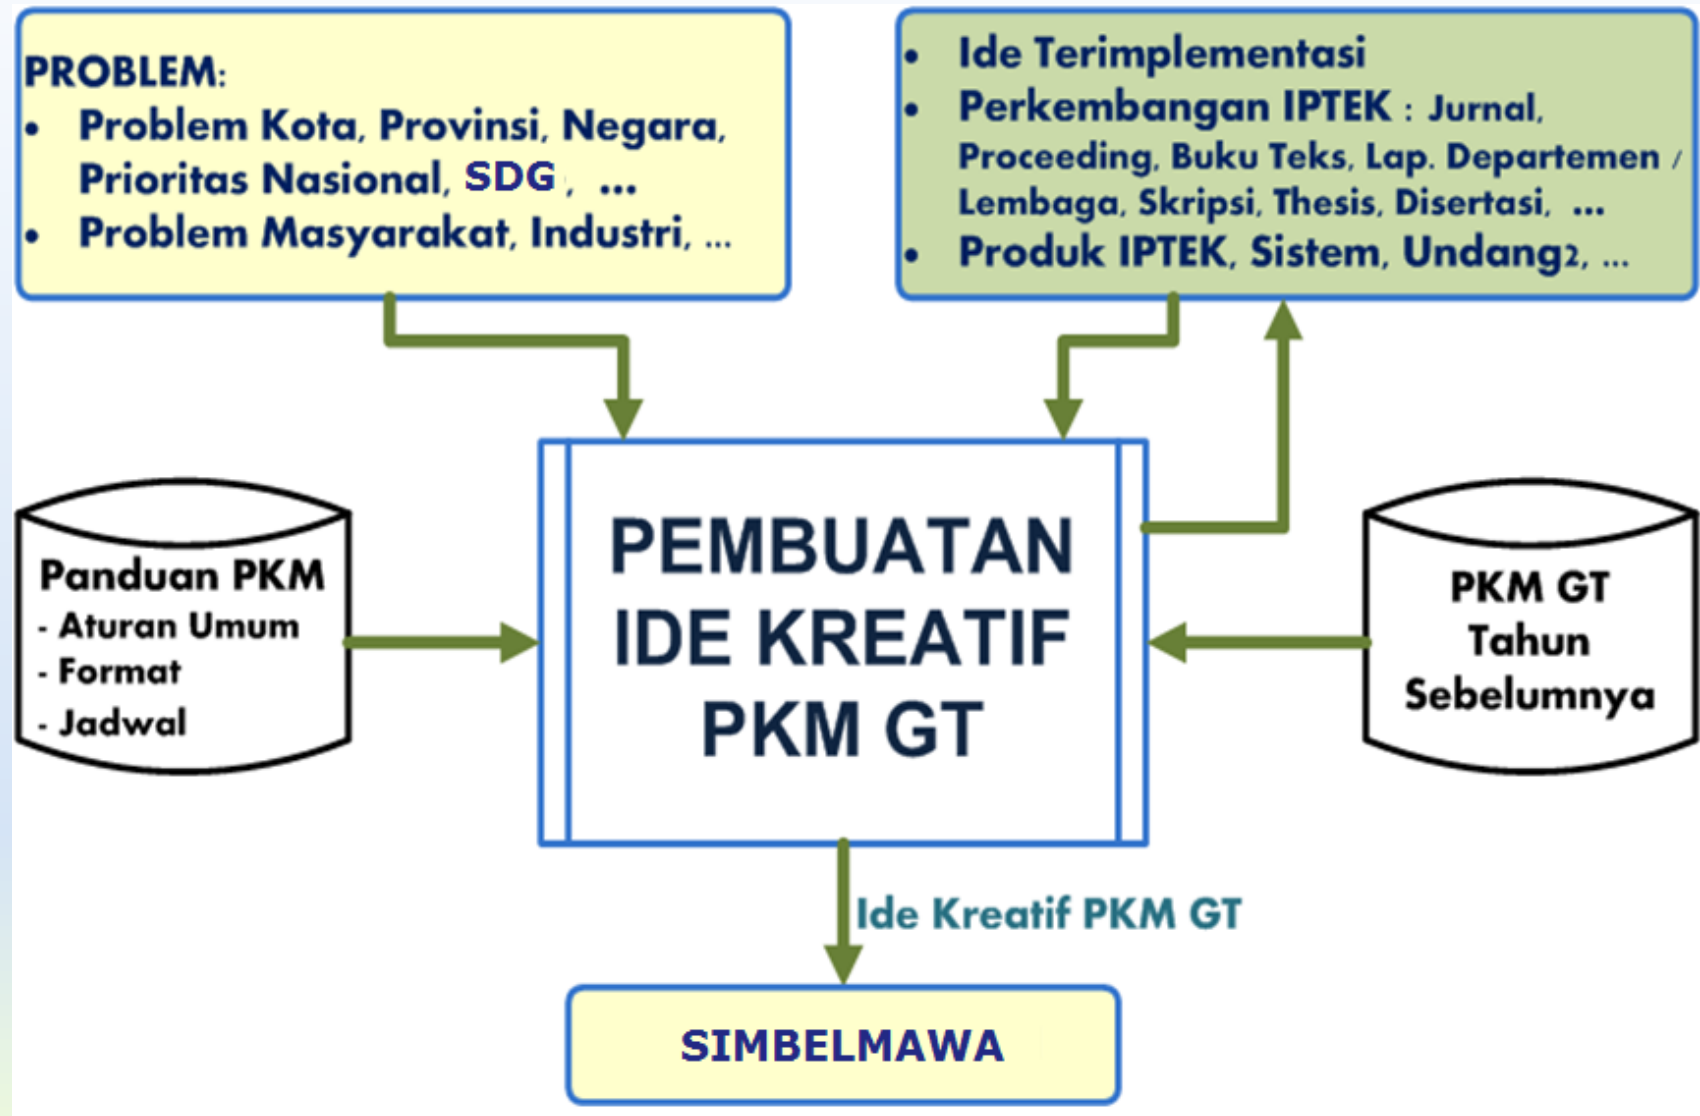 PROBLEM:
• Problem Kota, Provinsi, Negara,
Prioritas Nasional, SDG , ...
• Problem Masyarakat, Industri, ...
• Ide Terimplementasi
• Perkembangan IPTEK : Jurnal,
Proceeding, Buku Teks, Lap. Departemen /
Lembaga, Skripsi, Thesis, Disertasi, ...
• Produk IPTEK, Sistem, Undang2, ...
Panduan PKM
- Aturan Umum
- Format
- Jadwal
PEMBUATAN
IDE KREATIF
PKM GT
PKM GT
Tahun
Sebelumnya
Ide Kreatif PKM GT
SIMBELMAWA